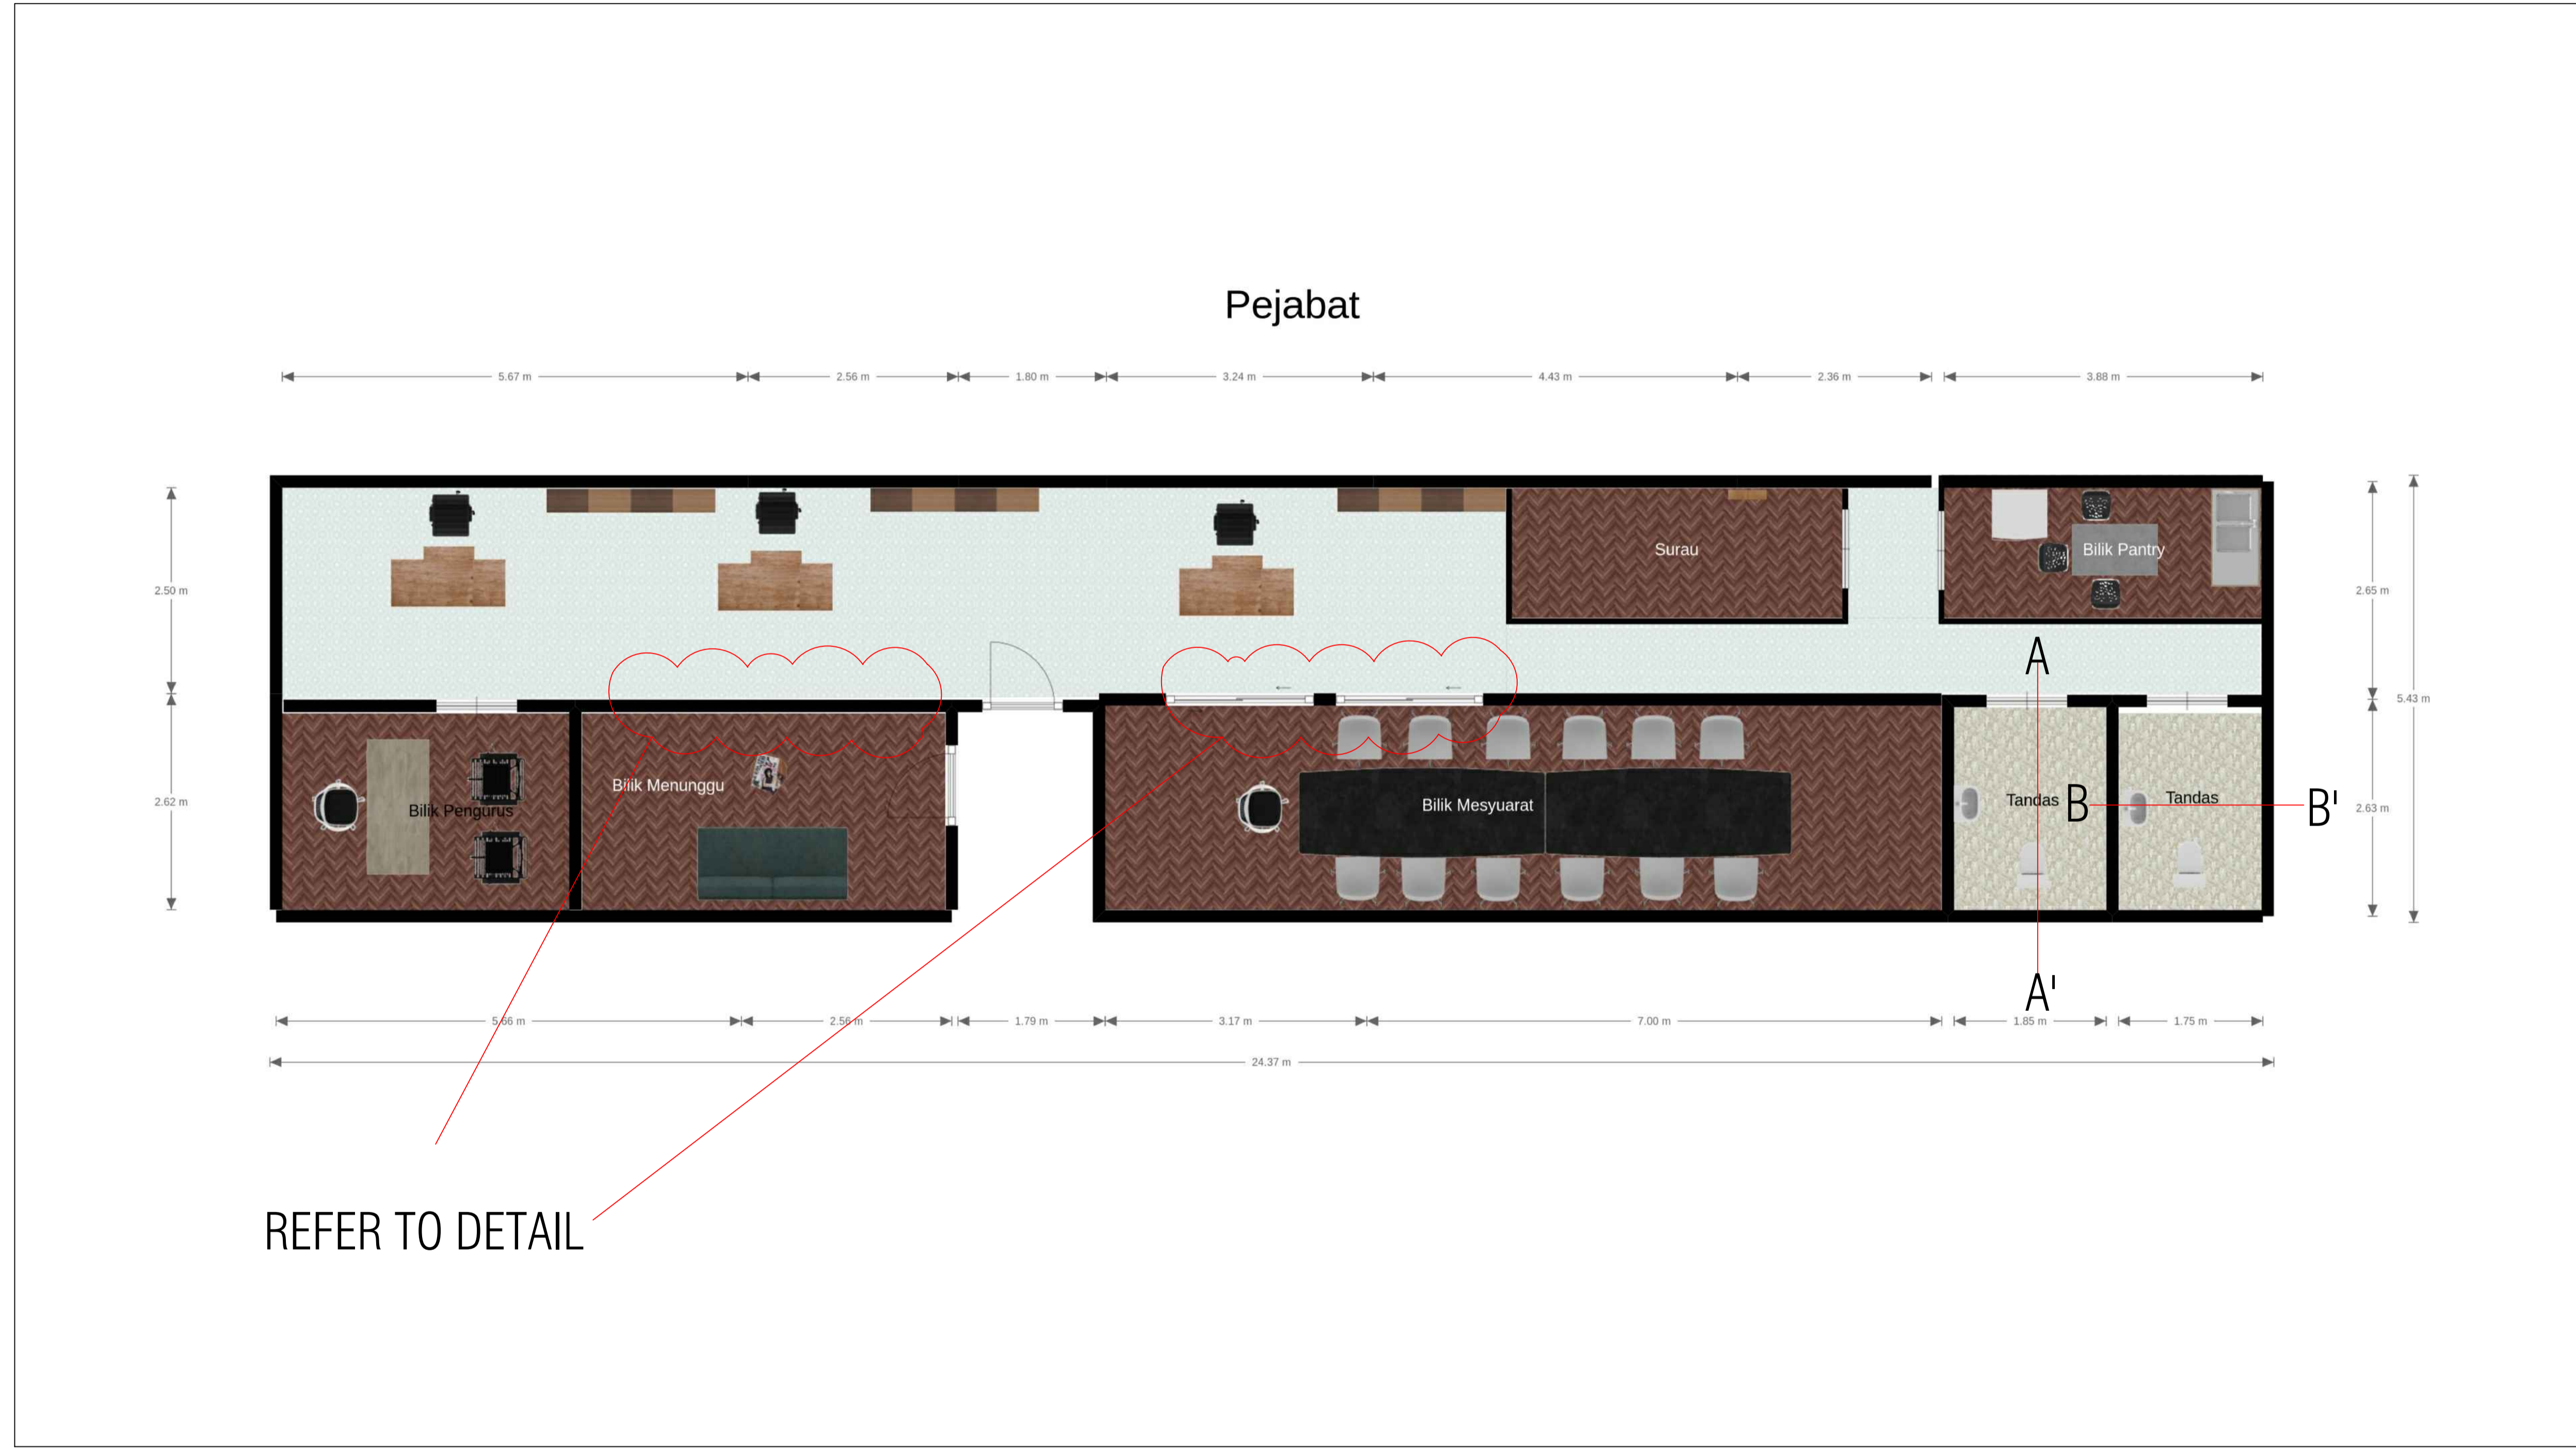 Pejabat
5.67 m
2.56 m
1.80 m
3.24 m
4.43 m
2.36 m
3.88 m
Surau
Bilik Pantry
2.50 m
2.65 m
A
5.43 m
Bilik Menunggu
Bilik Pengurus
Bilik Mesyuarat
Tandas
B
Tandas
B'
2.62 m
2.63 m
A'
5.66 m
2.56 m
1.79 m
3.17 m
7.00 m
1.85 m
1.75 m
24.37 m
REFER TO DETAIL